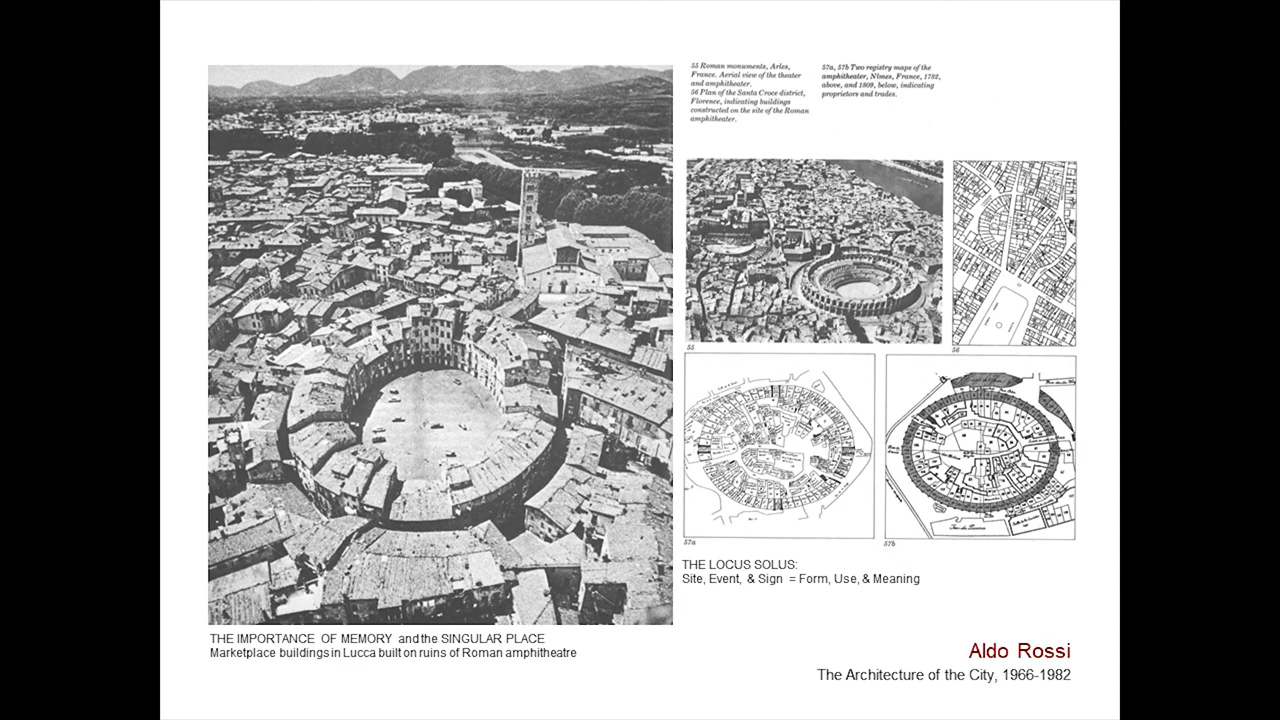 55 Roman monuments, Arles,
France. Aerial view of the theater
and amphitheater.
56 Plan of the Santa Croce district,
Florence, indicating buildings
constructed on the site of the Roman
amphitheater.
57a, 57b Two registry maps of the
amphitheater, Nîmes, France, 1782,
above, and 1809, below, indicating
proprietors and trades.
55
56
57a
57b
THE LOCUS SOLUS:
Site, Event, & Sign = Form, Use, & Meaning
THE IMPORTANCE OF MEMORY and the SINGULAR PLACE
Marketplace buildings in Lucca built on ruins of Roman amphitheatre
Aldo Rossi
The Architecture of the City, 1966-1982